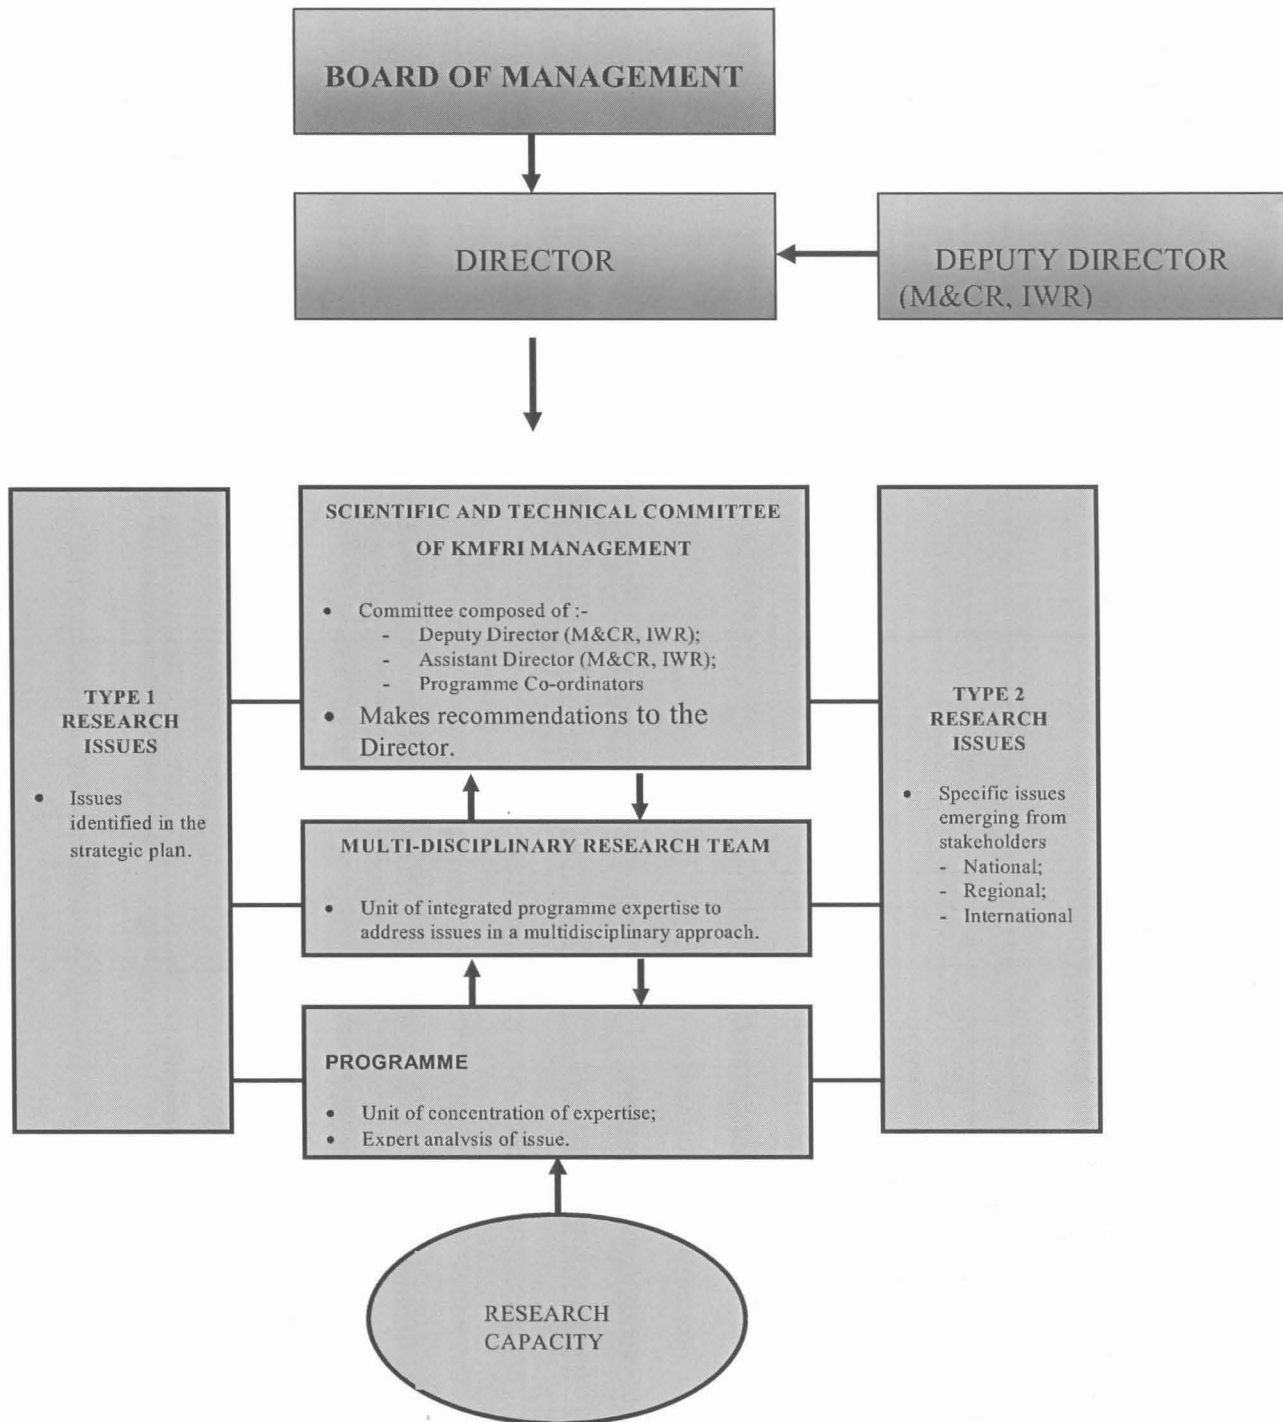 BOARD OF MANAGEMENT
DIRECTOR
DEPUTY DIRECTOR
(M&CR, IWR)
SCIENTIFIC AND TECHNICAL COMMITTEE
OF KMFRI MANAGEMENT
• Committee composed of :-
- Deputy Director (M&CR, IWR);
- Assistant Director (M&CR, IWR);
- Programme Co-ordinators
• Makes recommendations to the
Director.
TYPE 1
RESEARCH
ISSUES
• Issues
identified in the
strategic plan.
TYPE 2
RESEARCH
ISSUES
• Specific issues
emerging from
stakeholders
- National;
- Regional;
- International
MULTI-DISCIPLINARY RESEARCH TEAM
• Unit of integrated programme expertise to
address issues in a multidisciplinary approach.
PROGRAMME
• Unit of concentration of expertise;
• Expert analysis of issue.
RESEARCH
CAPACITY